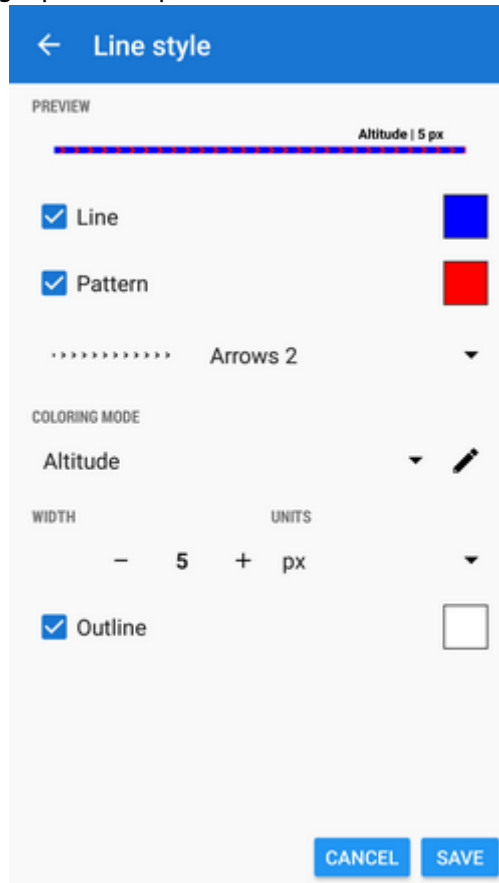 Line style
PREVIEW
Altitude | 5 px
Line
Pattern
Arrows 2
COLORING MODE
Altitude
WIDTH UNITS
− 5 + px
Outline
CANCEL SAVE